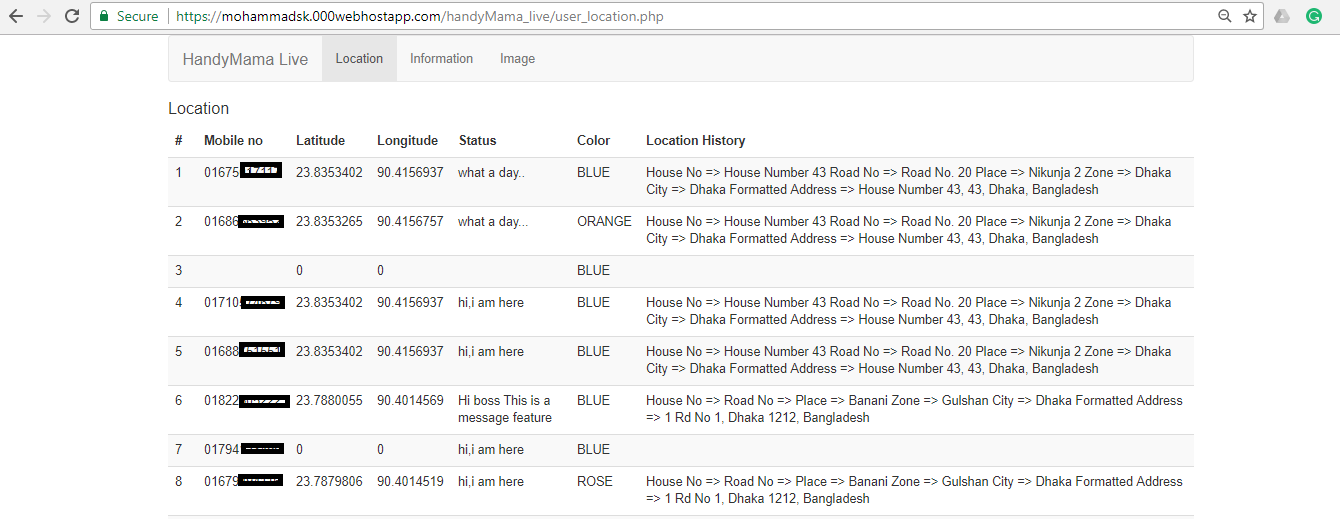 Secure https://mohammadsk.000webhostapp.com/handyMama_live/user_location.php
HandyMama Live Location Information Image
Location
# Mobile no Latitude Longitude Status Color Location History
1 01675 23.8353402 90.4156937 what a day.. BLUE House No => House Number 43 Road No => Road No. 20 Place => Nikunja 2 Zone => Dhaka
City => Dhaka Formatted Address => House Number 43, 43, Dhaka, Bangladesh
2 01686 23.8353265 90.4156757 what a day... ORANGE House No => House Number 43 Road No => Road No. 20 Place => Nikunja 2 Zone => Dhaka
City => Dhaka Formatted Address => House Number 43, 43, Dhaka, Bangladesh
3 0 0 BLUE
4 01710 23.8353402 90.4156937 hi,i am here BLUE House No => House Number 43 Road No => Road No. 20 Place => Nikunja 2 Zone => Dhaka
City => Dhaka Formatted Address => House Number 43, 43, Dhaka, Bangladesh
5 01688 23.8353402 90.4156937 hi,i am here BLUE House No => House Number 43 Road No => Road No. 20 Place => Nikunja 2 Zone => Dhaka
City => Dhaka Formatted Address => House Number 43, 43, Dhaka, Bangladesh
6 01822 23.7880055 90.4014569 Hi boss This is a BLUE House No => Road No => Place => Banani Zone => Gulshan City => Dhaka Formatted Address
message feature => 1 Rd No 1, Dhaka 1212, Bangladesh
7 01794 0 0 hi,i am here BLUE
8 01679 23.7879806 90.4014519 hi,i am here ROSE House No => Road No => Place => Banani Zone => Gulshan City => Dhaka Formatted Address
=> 1 Rd No 1, Dhaka 1212, Bangladesh